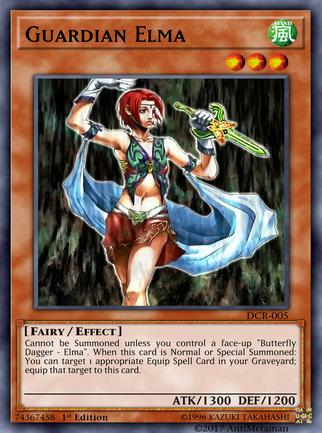 GUARDIAN ELMA
WIND
風
DCR-005
[FAIRY / EFFECT]
Cannot be Summoned unless you control a face-up "Butterfly
Dagger - Elma". When this card is Normal or Special Summoned:
You can target 1 appropriate Equip Spell Card in your Graveyard;
equip that target to this card.
ATK/1300 DEF/1200
74367458 1st Edition ©1996 KAZUKI TAKAHASHI
©2017 AntiMetaman